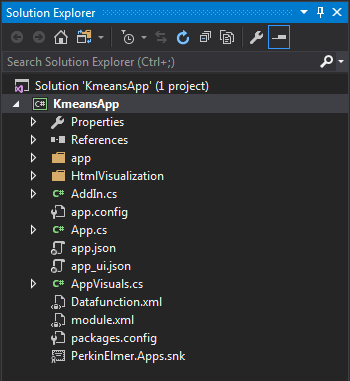 Solution Explorer
Search Solution Explorer (Ctrl+;)
Solution 'KmeansApp' (1 project)
C# KmeansApp
Properties
References
app
HtmlVisualization
C# AddIn.cs
app.config
C# App.cs
app.json
app_ui.json
C# AppVisuals.cs
Datafunction.xml
module.xml
packages.config
PerkinElmer.Apps.snk